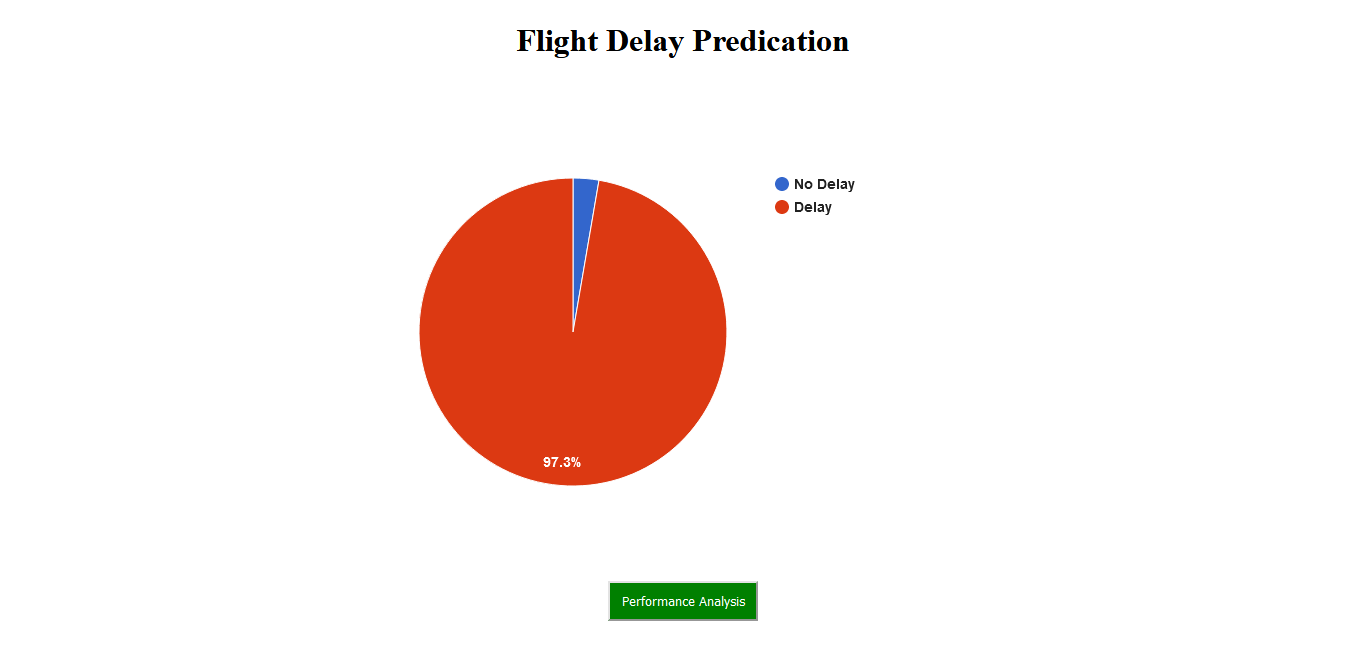 Flight Delay Predication
No Delay
Delay
97.3%
Performance Analysis